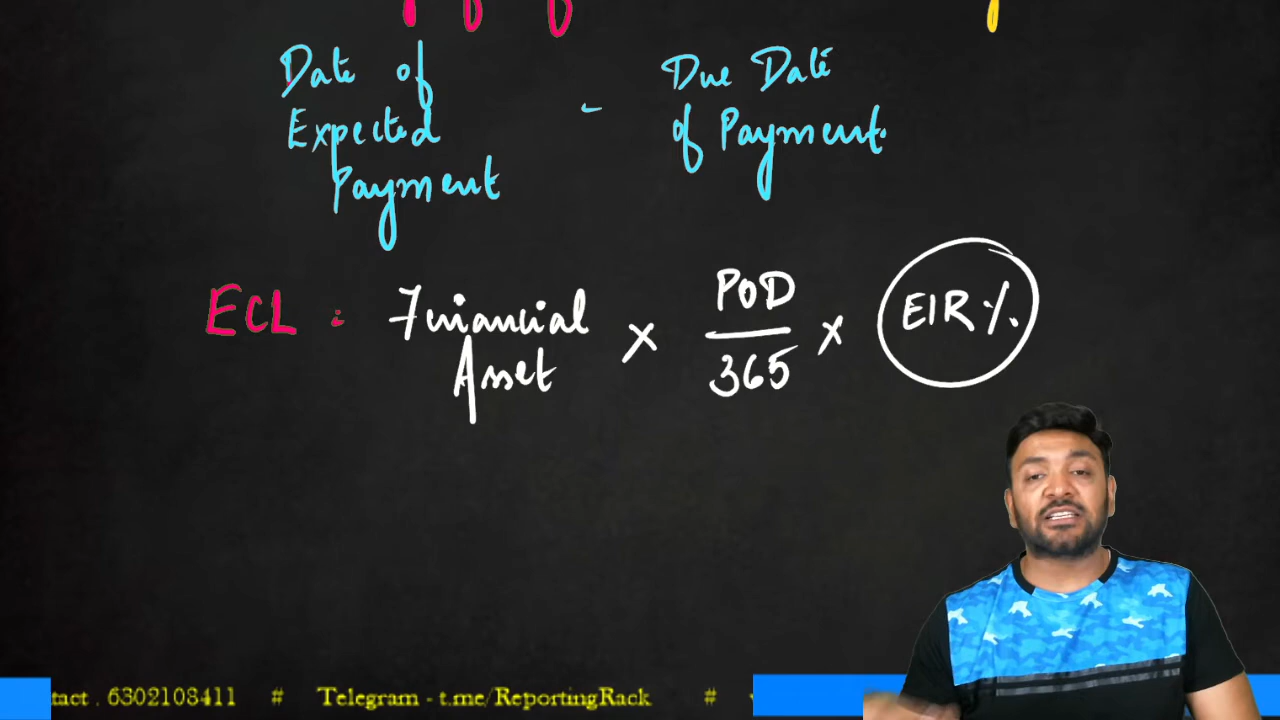 Date of
Expected
Payment
-
Due Date
of Payment.
ECL : Financial Asset × POD / 365 × EIR %.
tact . 6302108411 # Telegram - t.me/ReportingRack #